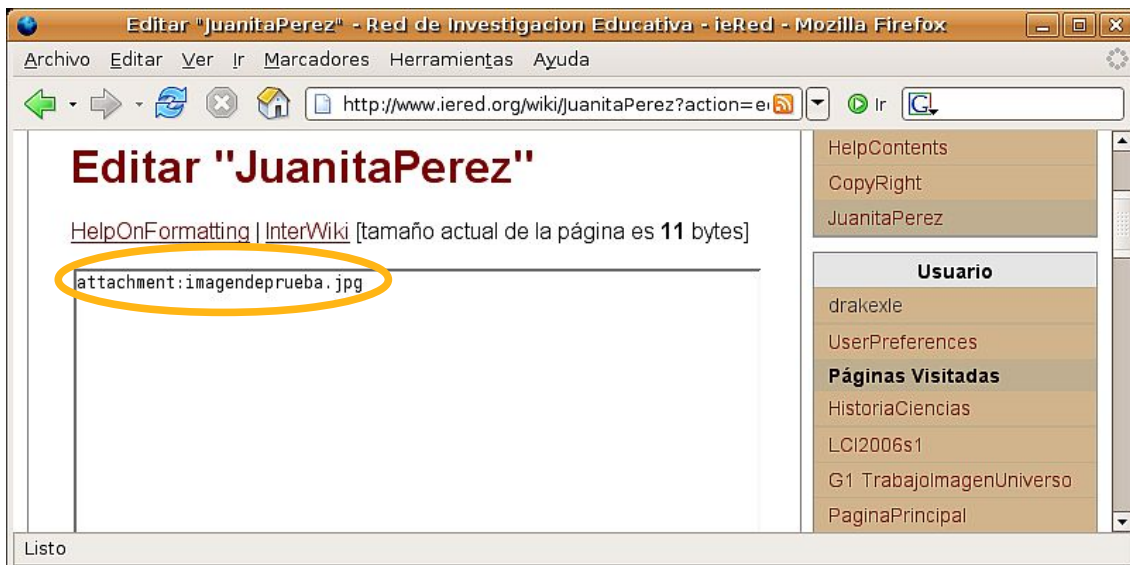 Editar "JuanitaPerez" - Red de Investigacion Educativa - ieRed - Mozilla Firefox
Archivo Editar Ver Ir Marcadores Herramientas Ayuda
http://www.iered.org/wiki/JuanitaPerez?action=e Ir G
Editar "JuanitaPerez"
HelpOnFormatting | InterWiki [tamaño actual de la página es 11 bytes]
attachment:imagendeprueba.jpg
HelpContents
CopyRight
JuanitaPerez
Usuario
drakexle
UserPreferences
Páginas Visitadas
HistoriaCiencias
LCI2006s1
G1 TrabajoImagenUniverso
PaginaPrincipal
Listo